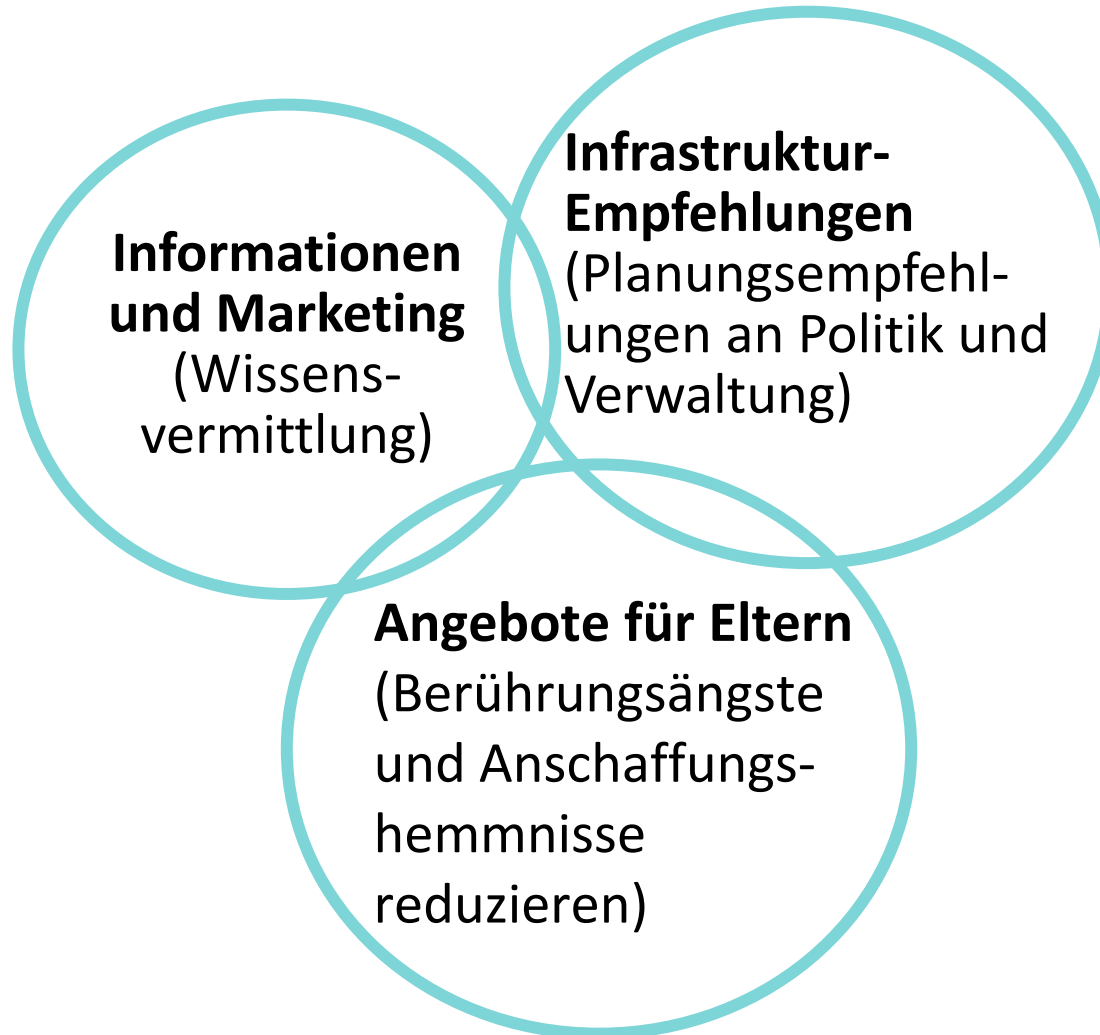 Informationen
und Marketing
(Wissens-
vermittlung)
Infrastruktur-
Empfehlungen
(Planungsempfehl-
ungen an Politik und
Verwaltung)
Angebote für Eltern
(Berührungsängste
und Anschaffungs-
hemmnisse
reduzieren)